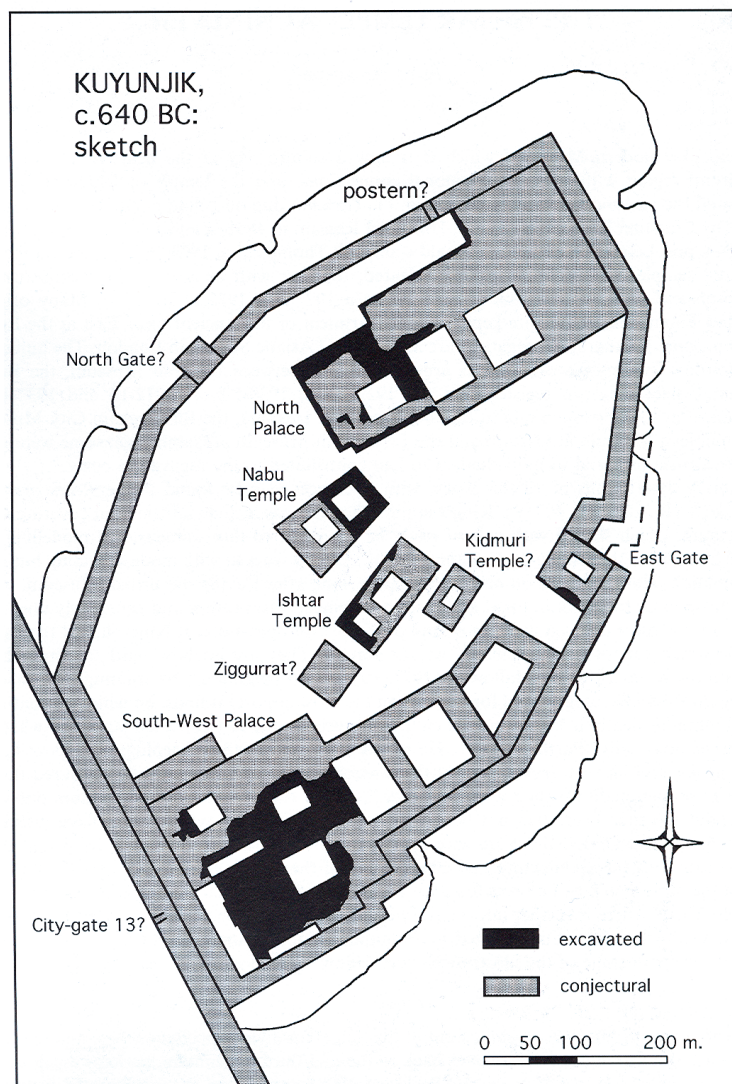 KUYUNJIK,
c.640 BC:
sketch
postern?
North Gate?
North
Palace
Nabu
Temple
Kidmuri
Temple?
East Gate
Ishtar
Temple
Ziggurrat?
South-West Palace
City-gate 13?
excavated
conjectural
0 50 100 200 m.